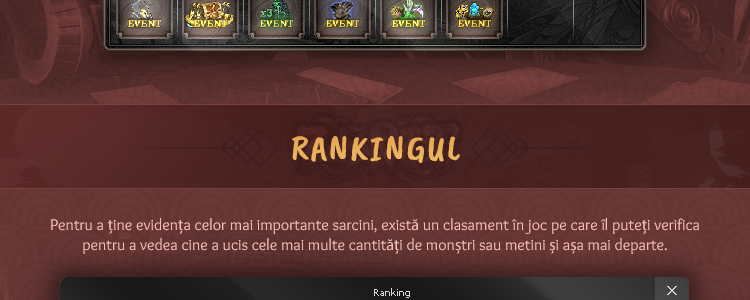 EVENT EVENT x3 EVENT EVENT EVENT EVENT
RANKINGUL
Pentru a ține evidența celor mai importante sarcini, există un clasament în joc pe care îl puteți verifica
pentru a vedea cine a ucis cele mai multe cantități de monștri sau metini și așa mai departe.
Ranking